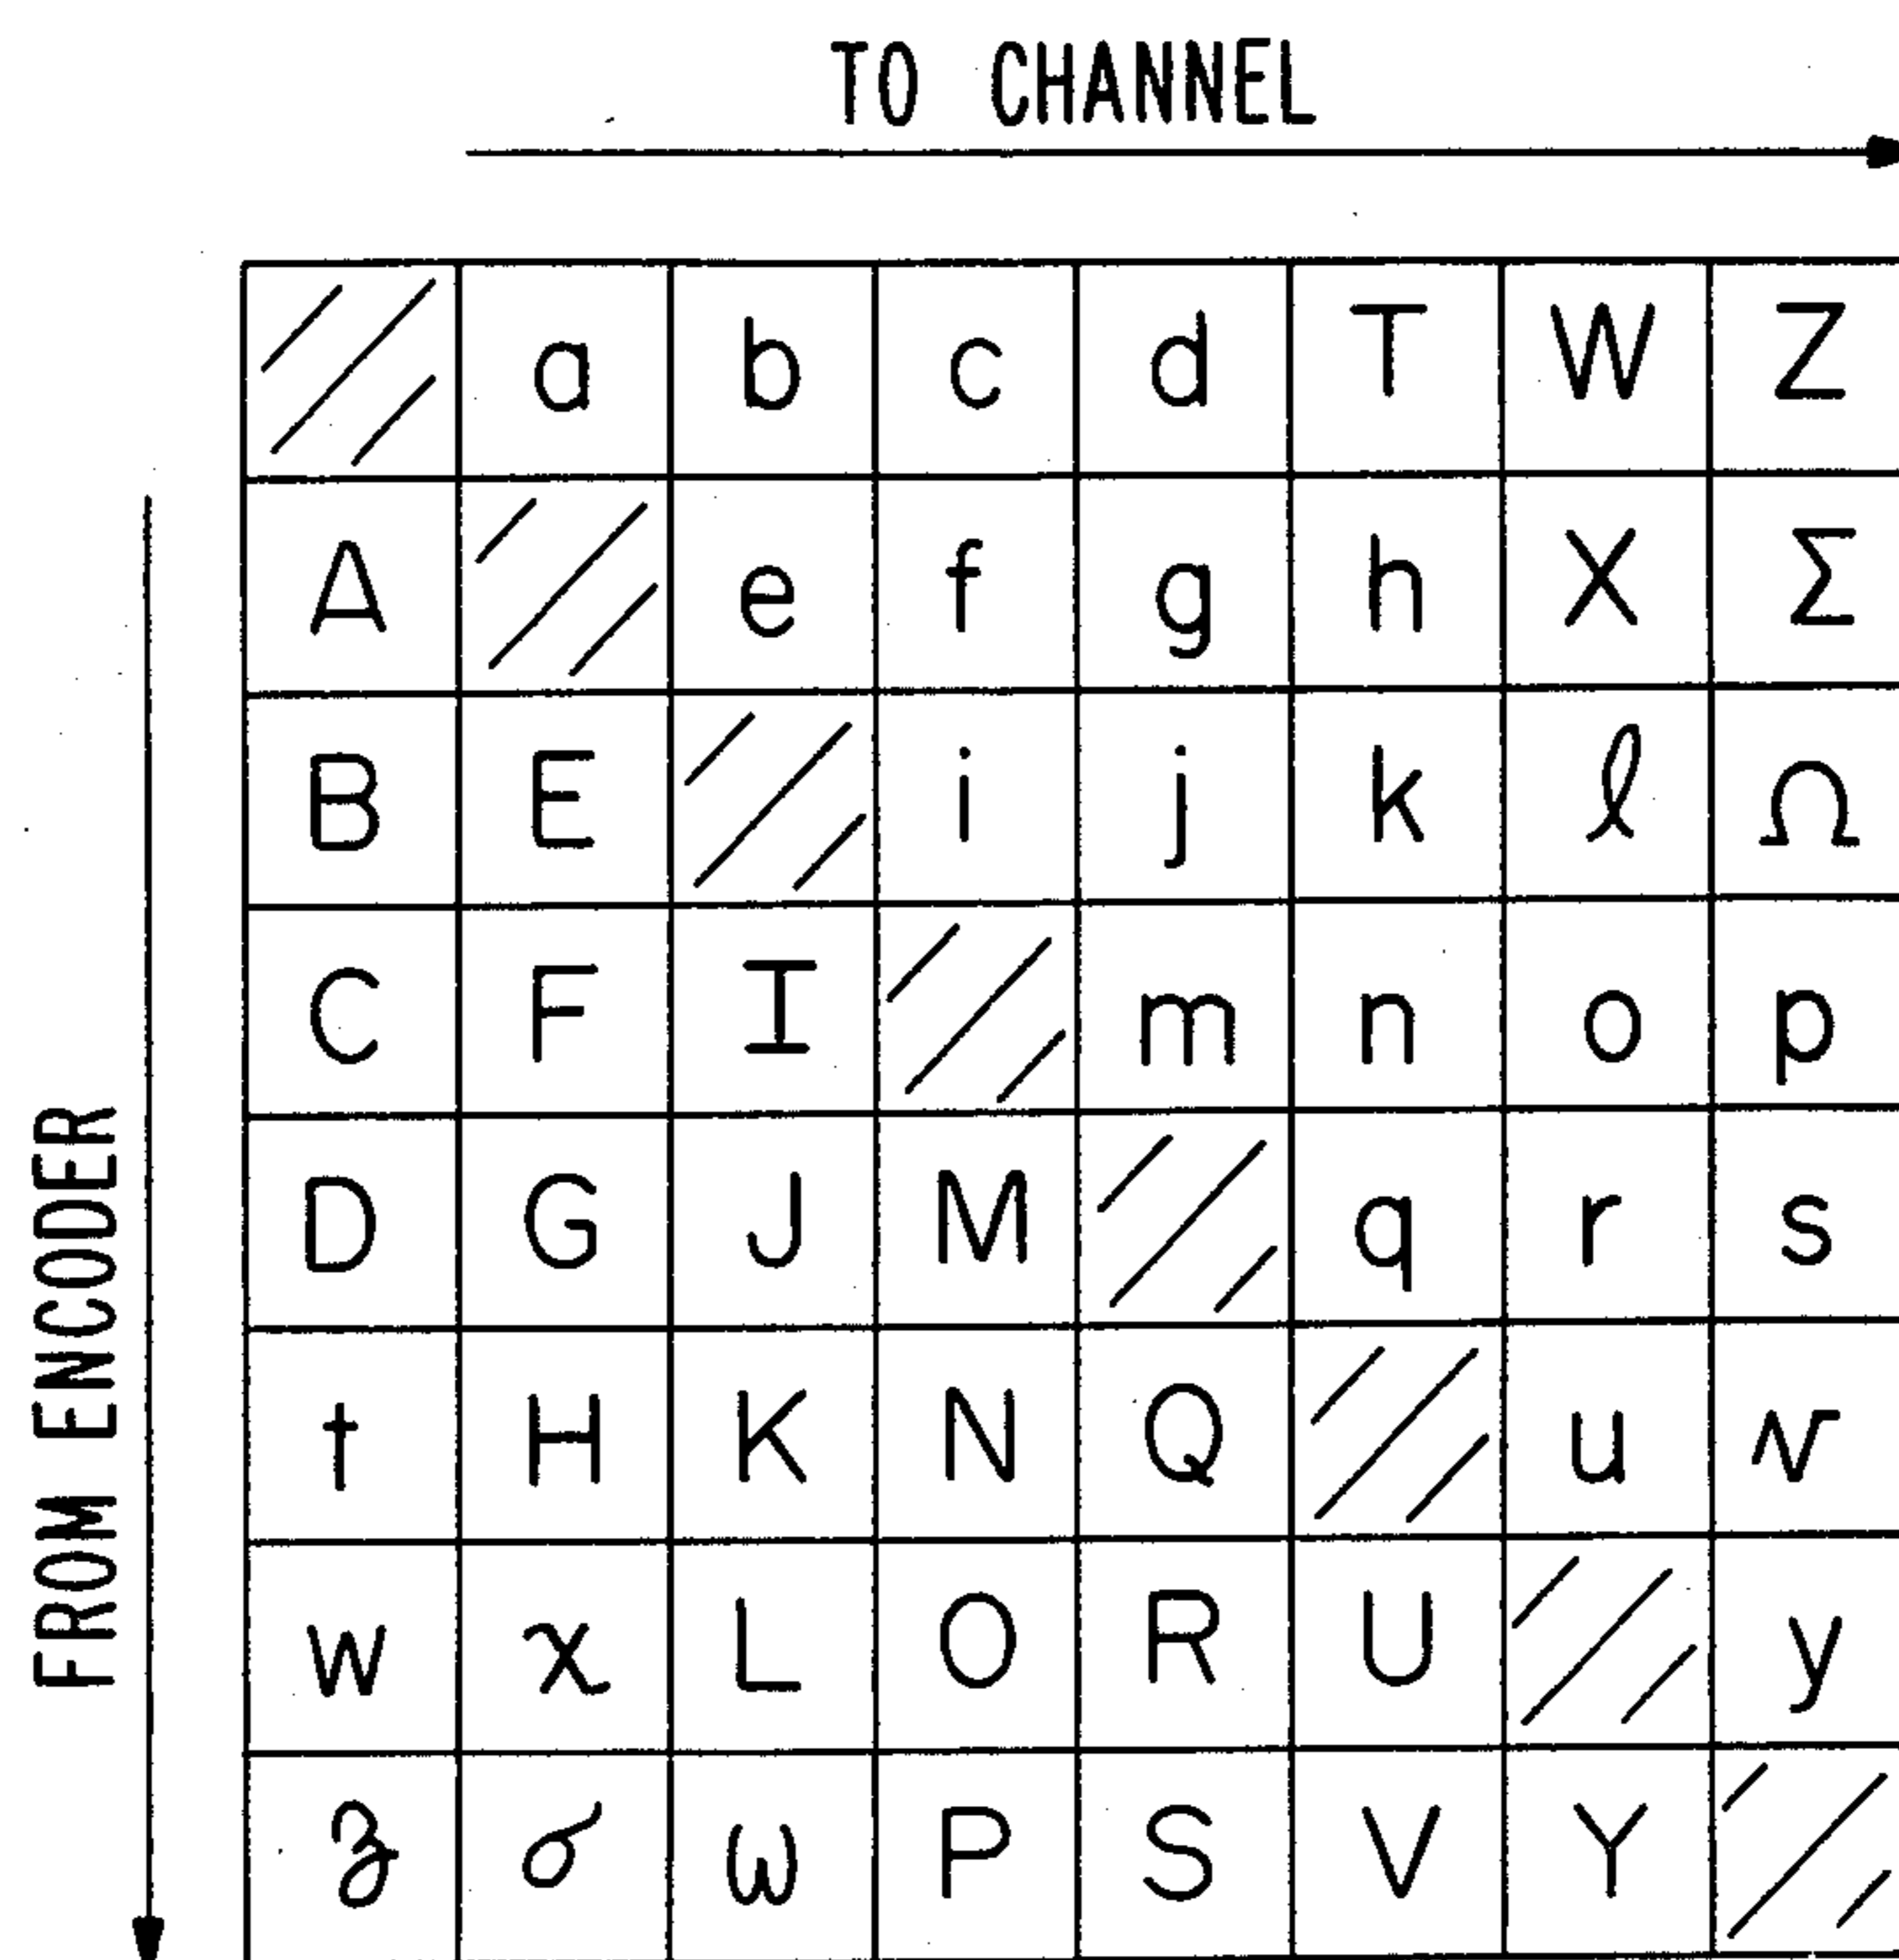 TO CHANNEL
FROM ENCODER
a b c d T W Z
A e f g h X Σ
B E i j k ℓ Ω
C F I m n o p
D G J M q r s
t H K N Q u v
w x L O R U y
z σ ω P S V Y